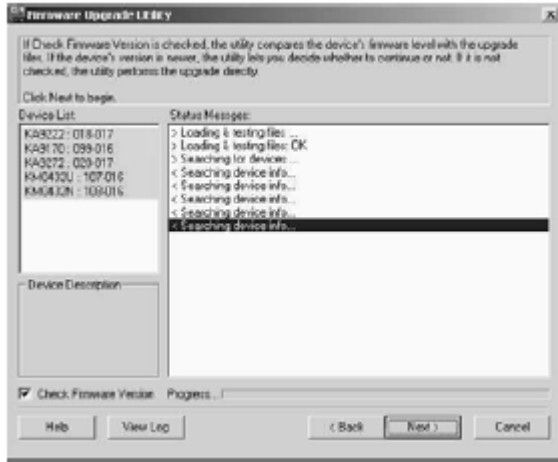 Firmware Upgrade Utility
If Check Firmware Version is checked, the utility compares the device's firmware level with the upgrade
files. If the device's version is newer, the utility lets you decide whether to continue or not. If it is not
checked, the utility performs the upgrade directly.
Click Next to begin.
Device List:
Status Messages:
KA9222 : 018-017
KA9170 : 099-016
KA9272 : 029-017
KM0432U : 107-016
KM0432N : 108-016
> Loading & testing files ...
> Loading & testing files: OK
> Searching for devices ...
< Searching device info...
< Searching device info...
< Searching device info...
< Searching device info...
< Searching device info...
Device Description
Check Firmware Version
Progress...
Help
View Log
< Back
Next >
Cancel